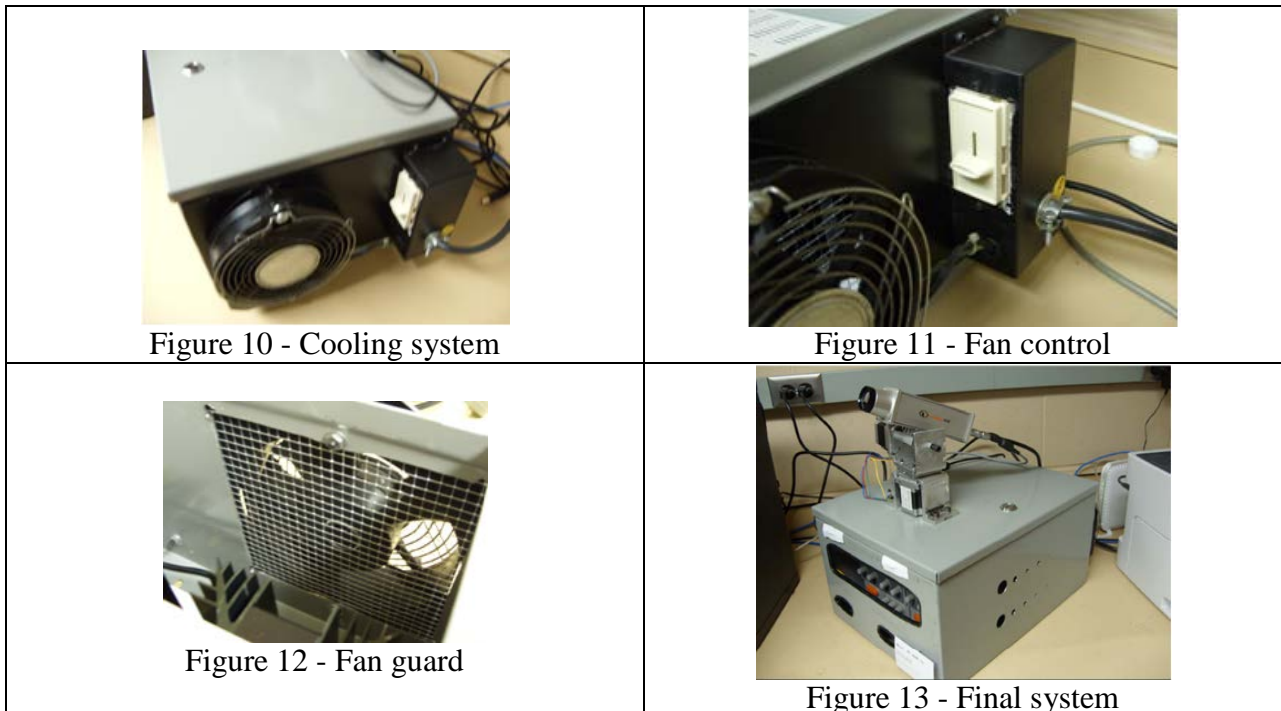 Figure 10 - Cooling system
Figure 11 - Fan control
Figure 12 - Fan guard
Figure 13 - Final system